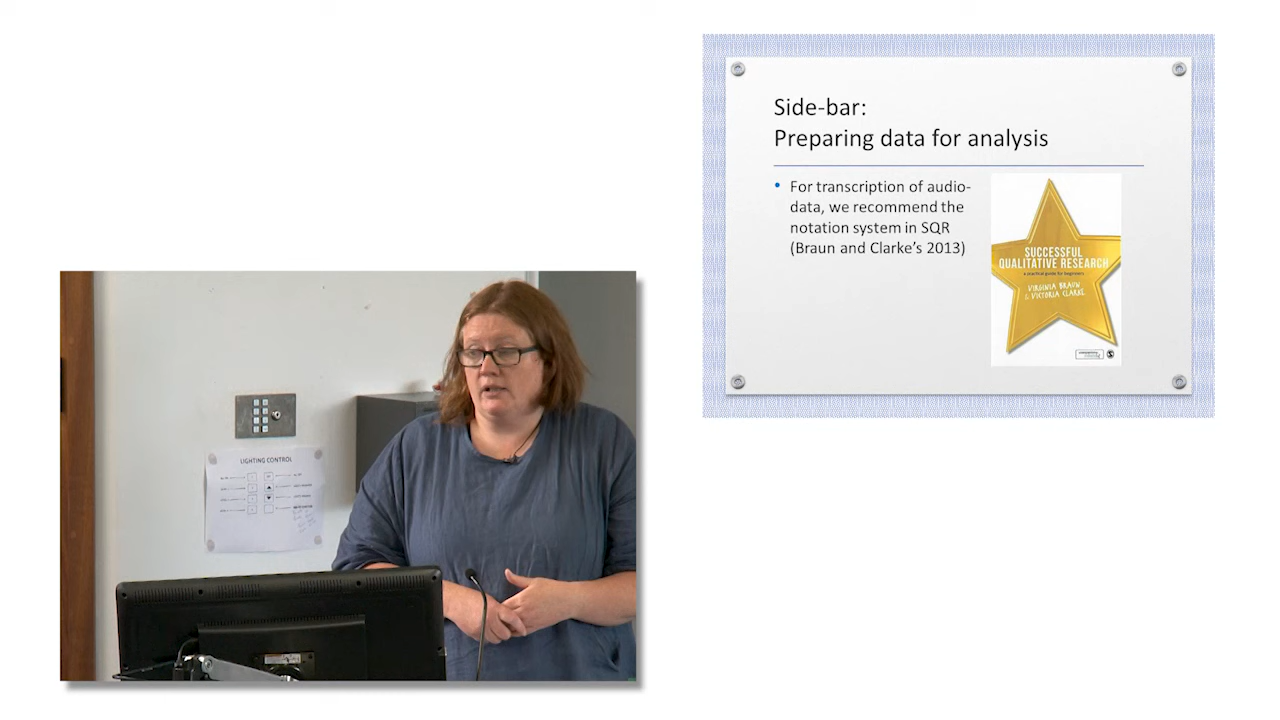 Side-bar:
Preparing data for analysis
• For transcription of audio-
data, we recommend the
notation system in SQR
(Braun and Clarke’s 2013)
SUCCESSFUL
QUALITATIVE RESEARCH
a practical guide for beginners
VIRGINIA BRAUN
& VICTORIA CLARKE
LIGHTING CONTROL